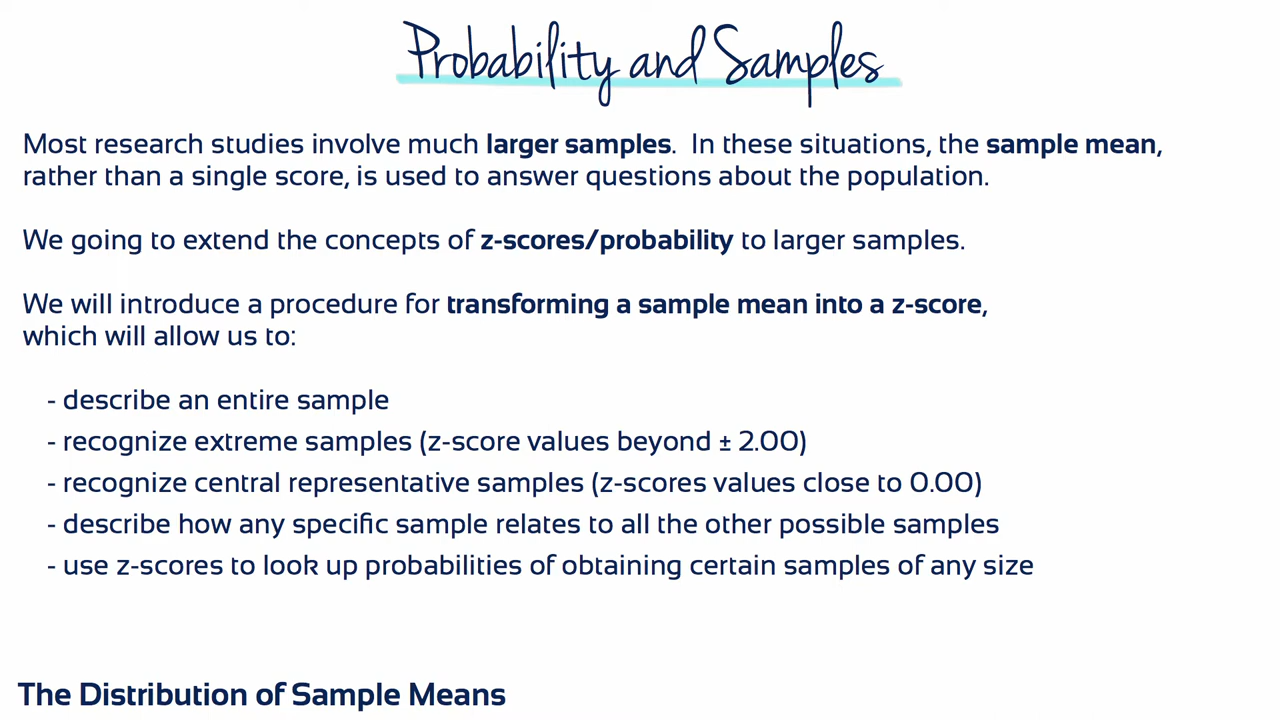 Probability and Samples
Most research studies involve much larger samples. In these situations, the sample mean,
rather than a single score, is used to answer questions about the population.
We going to extend the concepts of z-scores/probability to larger samples.
We will introduce a procedure for transforming a sample mean into a z-score,
which will allow us to:
- describe an entire sample
- recognize extreme samples (z-score values beyond ± 2.00)
- recognize central representative samples (z-scores values close to 0.00)
- describe how any specific sample relates to all the other possible samples
- use z-scores to look up probabilities of obtaining certain samples of any size
The Distribution of Sample Means